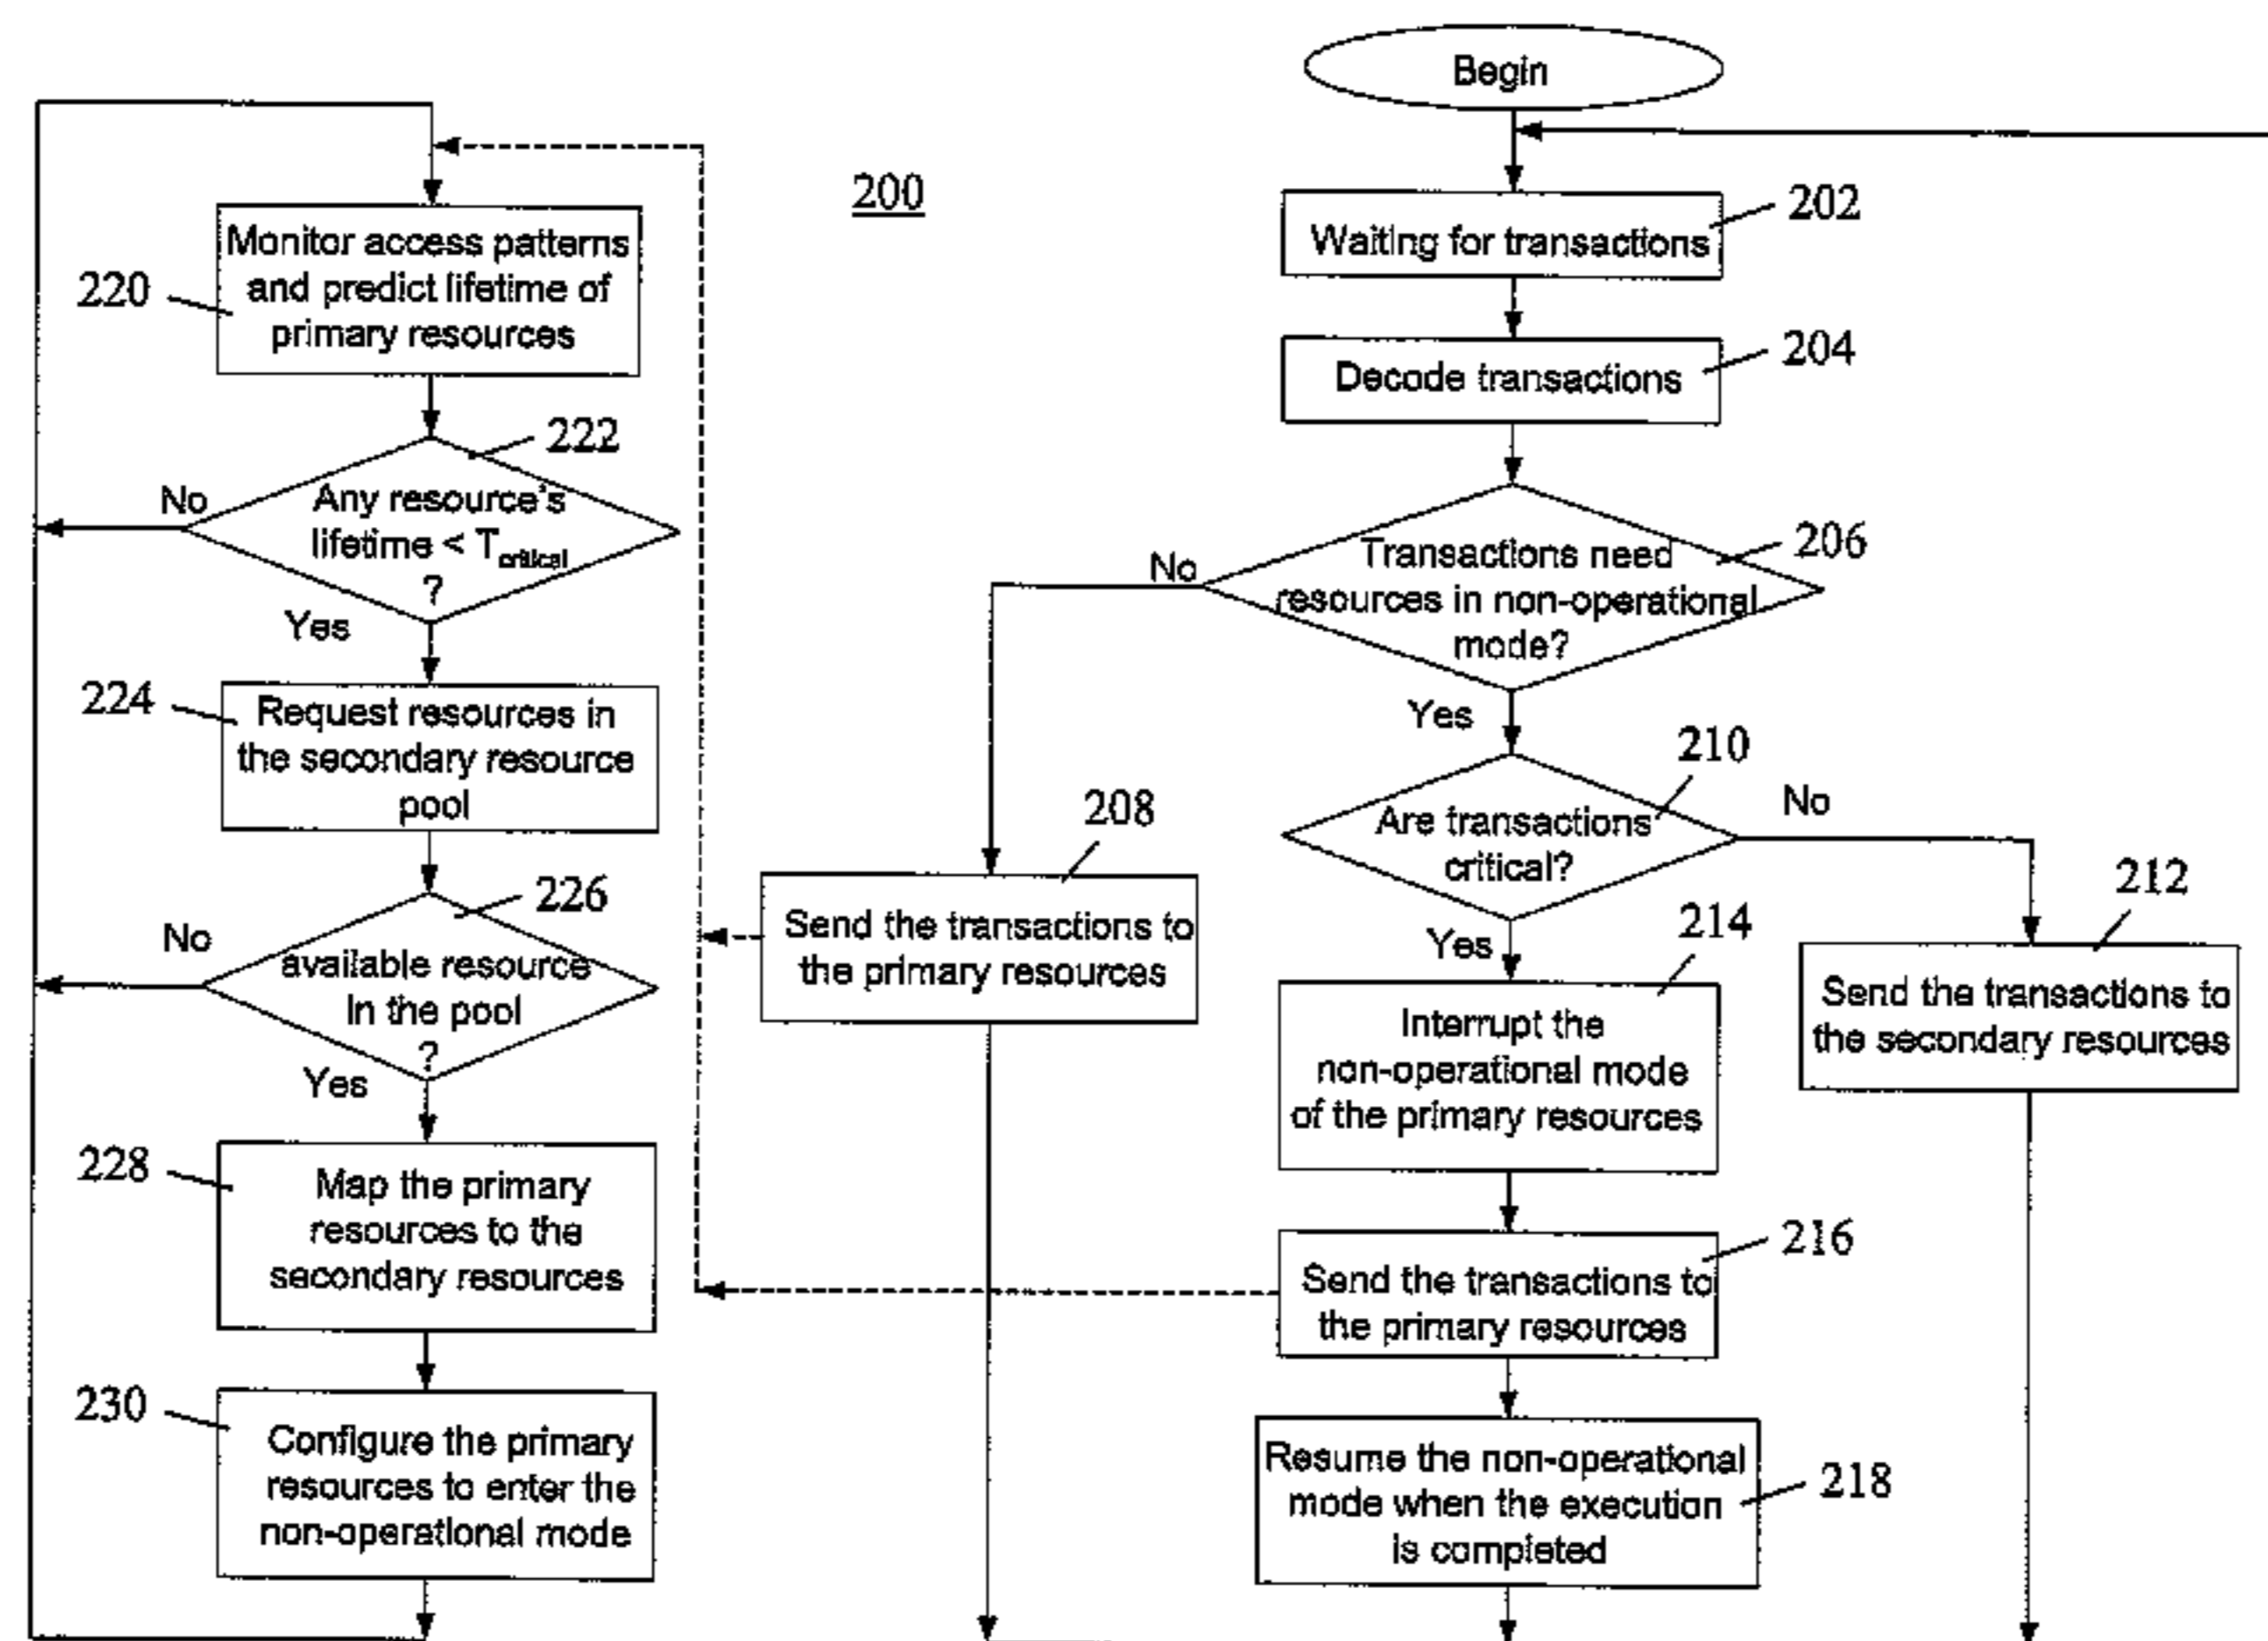 Begin
200
202
Waiting for transactions
204
Decode transactions
206
Transactions need
resources in non-operational
mode?
No
Yes
208
Send the transactions to
the primary resources
210
Are transactions
critical?
No
Yes
212
Send the transactions to
the secondary resources
214
Interrupt the
non-operational mode
of the primary resources
216
Send the transactions to
the primary resources
218
Resume the non-operational
mode when the execution
is completed
220
Monitor access patterns
and predict lifetime of
primary resources
222
Any resource's
lifetime < Tcritical
?
No
Yes
224
Request resources in
the secondary resource
pool
226
available resource
in the pool
?
No
Yes
228
Map the primary
resources to the
secondary resources
230
Configure the primary
resources to enter the
non-operational mode